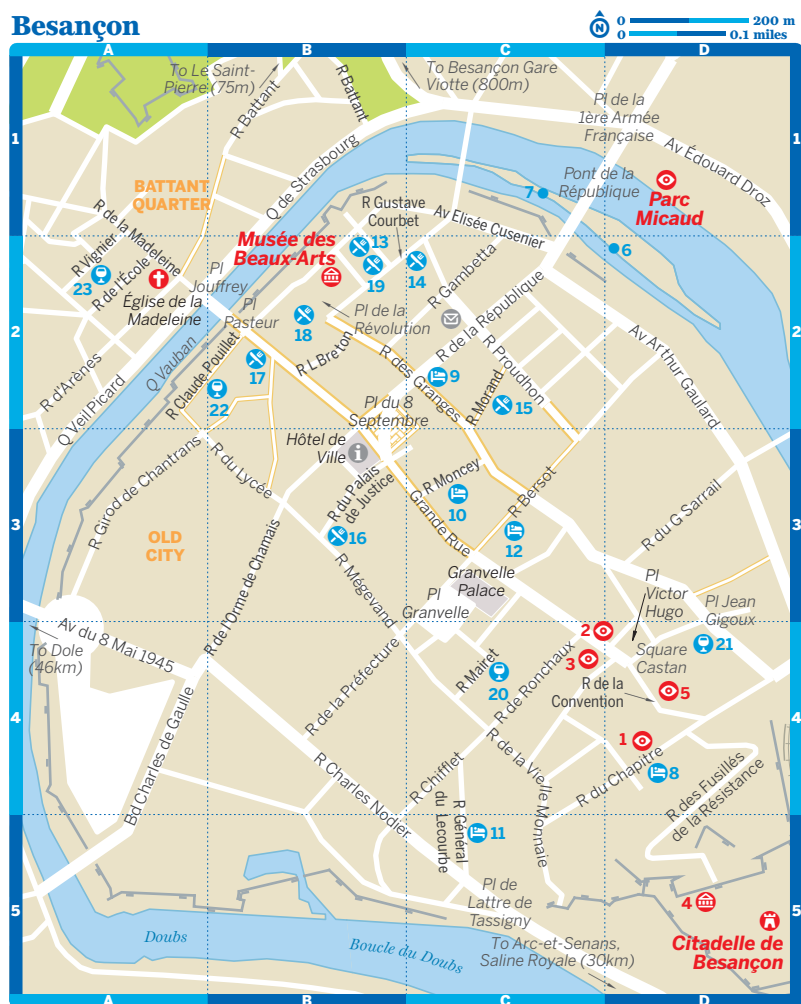 Besançon
N
0 200 m
0 0.1 miles
A B C D
1
To Le Saint-
Pierre (75m)
R Battant
R Battant
To Besançon Gare
Viotte (800m)
Pl de la
1ère Armée
Française
Av Édouard Droz
Q de Strasbourg
Pont de la
République
7
Parc
Micaud
BATTANT
QUARTER
R Gustave
Courbet
Av Elisée Cusenier
R de la Madeleine
R Vignier
R de l'École
Musée des
Beaux-Arts
13
6
23
Église de la
Madeleine
Pl
Jouffrey
19
14
R Gambetta
Pl
Pasteur
18
Pl de la
Révolution
R de la République
2
R d'Arènes
Q Vauban
Q Veil Picard
R Claude Pouillet
17
R L Breton
R des Granges
R Proudhon
Av Arthur Gaulard
9
22
R Morand
15
Pl du 8
Septembre
Hôtel de
Ville
R Girod de Chantrans
R du Lycée
R du Palais
de Justice
R Moncey
10
R Bersot
R du G Sarrail
3
OLD
CITY
16
Grande Rue
12
R de l'Orme de Chamais
R Mégevand
Granvelle
Palace
Pl
Granvelle
Pl
Victor
Hugo
Pl Jean
Gigoux
Av du 8 Mai 1945
To Dole
(46km)
2
21
3
Square
Castan
R Mairet
20
R de Ronchaux
R de la
Convention
5
4
R de la Préfecture
Bd Charles de Gaulle
1
8
R Charles Nodier
R Chifflet
R de la Vieille
Monnaie
R du Chapitre
R des Fusillés
de la Résistance
R Général
du Lecourbe
11
Pl de
Lattre de
Tassigny
4
5
Citadelle de
Besançon
Doubs
Boucle du Doubs
To Arc-et-Senans,
Saline Royale (30km)
A B C D
1
2
3
4
5